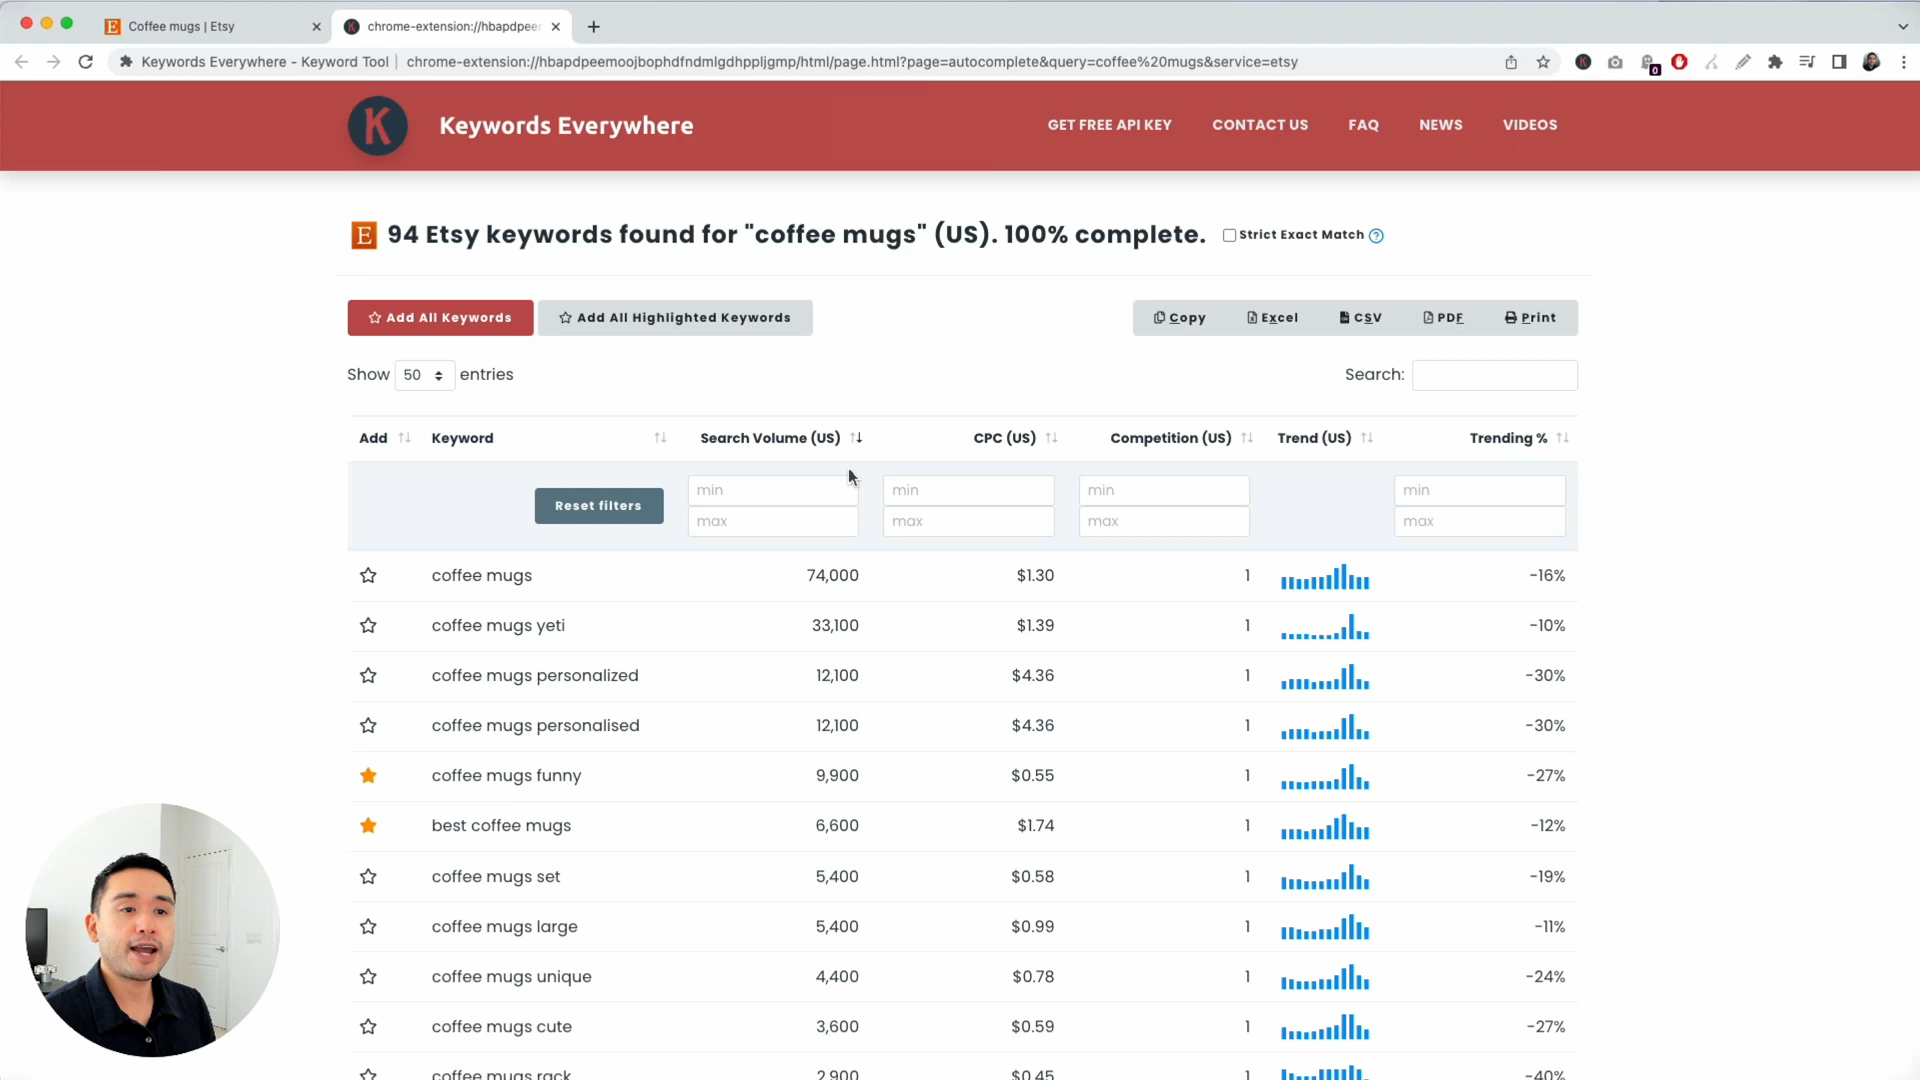 Coffee mugs | Etsy
chrome-extension://hbapdpeer
Keywords Everywhere - Keyword Tool | chrome-extension://hbapdpeemoojbophdfndmlgdhppljgmp/html/page.html?page=autocomplete&query=coffee%20mugs&service=etsy
0
K Keywords Everywhere GET FREE API KEY CONTACT US FAQ NEWS VIDEOS
E 94 Etsy keywords found for "coffee mugs" (US). 100% complete. Strict Exact Match ?
Add All Keywords Add All Highlighted Keywords Copy Excel CSV PDF Print
Show 50 entries Search:
Add Keyword Search Volume (US) CPC (US) Competition (US) Trend (US) Trending %
min min min min
Reset filters
max max max max
coffee mugs 74,000 $1.30 1 -16%
coffee mugs yeti 33,100 $1.39 1 -10%
coffee mugs personalized 12,100 $4.36 1 -30%
coffee mugs personalised 12,100 $4.36 1 -30%
coffee mugs funny 9,900 $0.55 1 -27%
best coffee mugs 6,600 $1.74 1 -12%
coffee mugs set 5,400 $0.58 1 -19%
coffee mugs large 5,400 $0.99 1 -11%
coffee mugs unique 4,400 $0.78 1 -24%
coffee mugs cute 3,600 $0.59 1 -27%
coffee mugs rack 2,900 $0.45 1 -40%